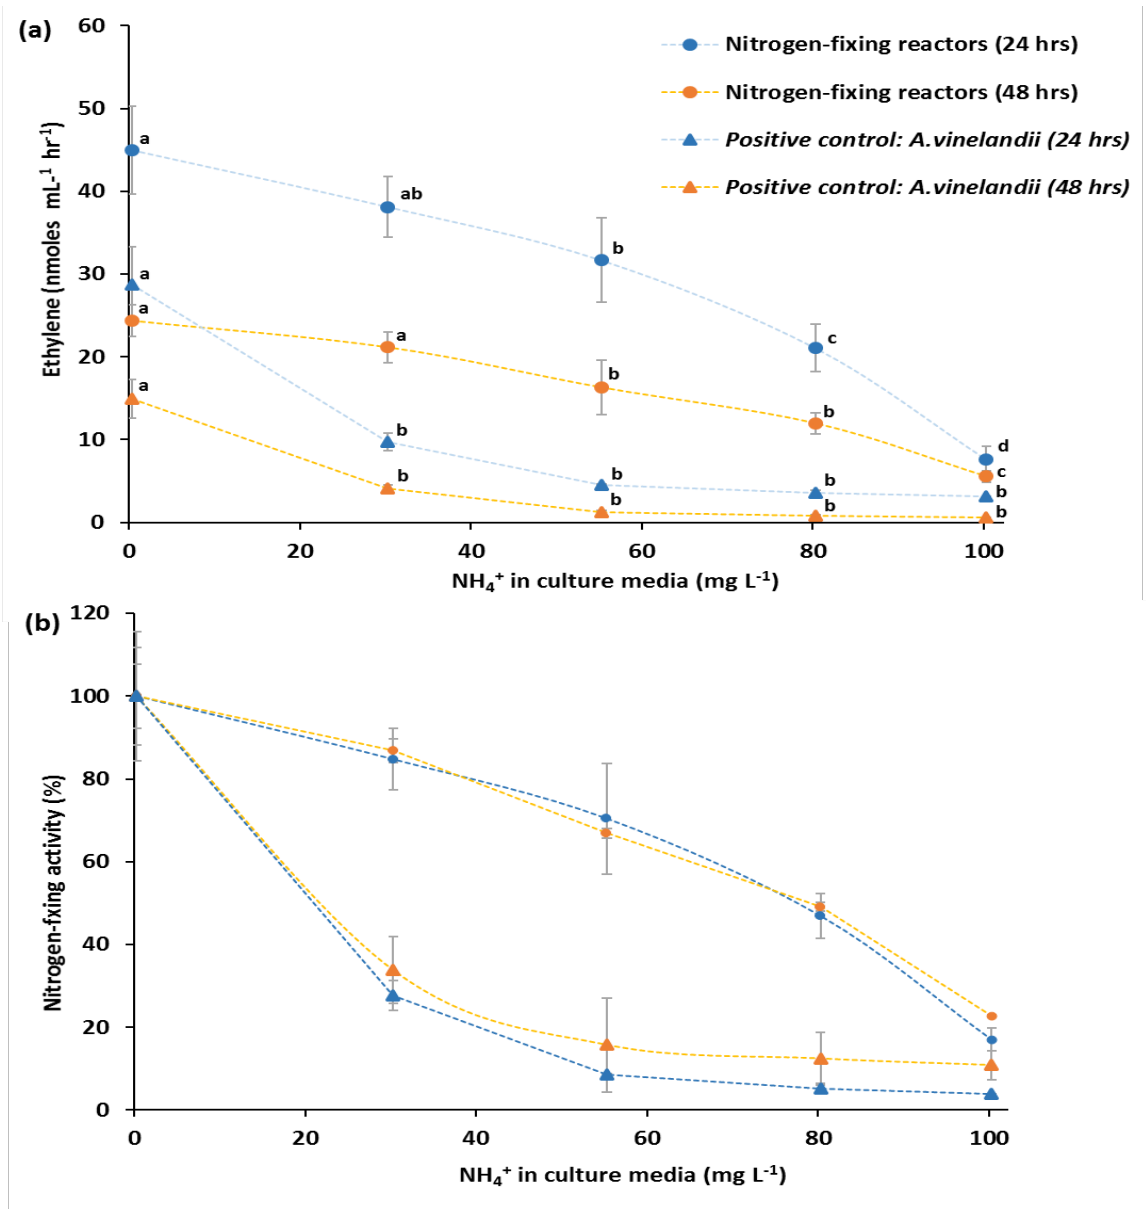 (a)
60
50
40
30
20
10
0
Ethylene (nmoles mL-¹ hr⁻¹)
Nitrogen-fixing reactors (24 hrs)
Nitrogen-fixing reactors (48 hrs)
Positive control: A.vinelandii (24 hrs)
Positive control: A.vinelandii (48 hrs)
a
ab
b
c
d
a
a
b
b
c
a
b
b
b
b
a
b
b
b
b
0 20 40 60 80 100
NH₄⁺ in culture media (mg L⁻¹)
(b)
120
100
80
60
40
20
0
Nitrogen-fxing activity (%)
0 20 40 60 80 100
NH₄⁺ in culture media (mg L⁻¹)